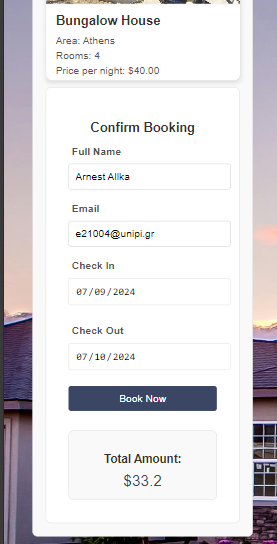 Bungalow House
Area: Athens
Rooms: 4
Price per night: $40.00
Confirm Booking
Full Name
Arnest Allka
Email
e21004@unipi.gr
Check In
07/09/2024
Check Out
07/10/2024
Book Now
Total Amount:
$33.2